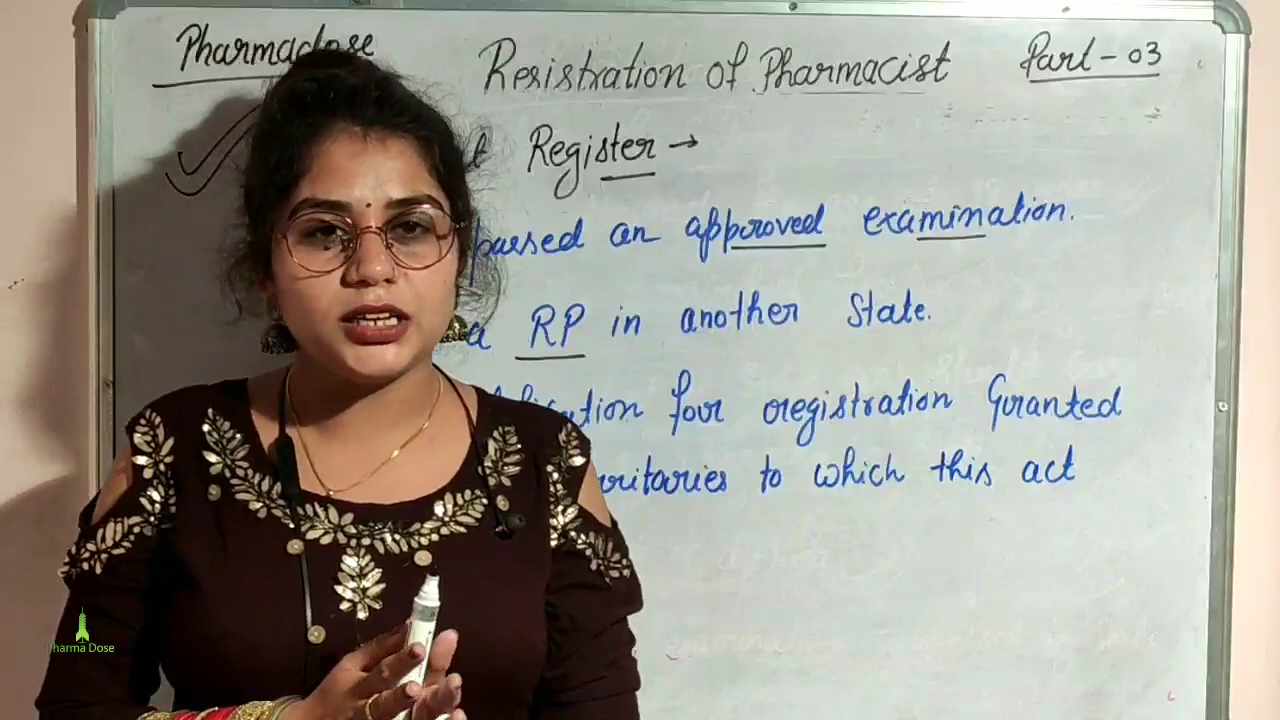 Pharmadose Resistration of Pharmacist Part - 03
Register →
passed an approved examination.
a RP in another State.
for registration Granted
to which this act
Pharma Dose